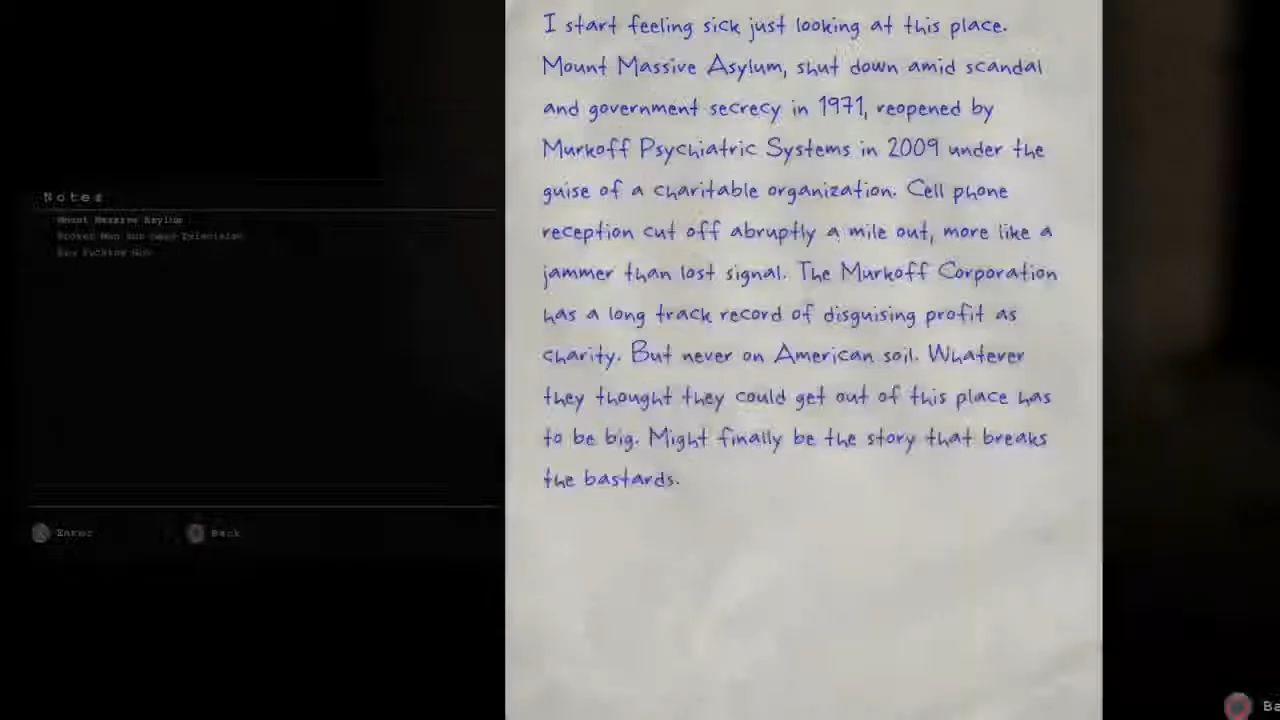 I start feeling sick just looking at this place.
Mount Massive Asylum, shut down amid scandal
and government secrecy in 1971, reopened by
Murkoff Psychiatric Systems in 2009 under the
guise of a charitable organization. Cell phone
reception cut off abruptly a mile out, more like a
jammer than lost signal. The Murkoff Corporation
has a long track record of disguising profit as
charity. But never on American soil. Whatever
they thought they could get out of this place has
to be big. Might finally be the story that breaks
the bastards.
Notes
Mount Massive Asylum
Enter
Back